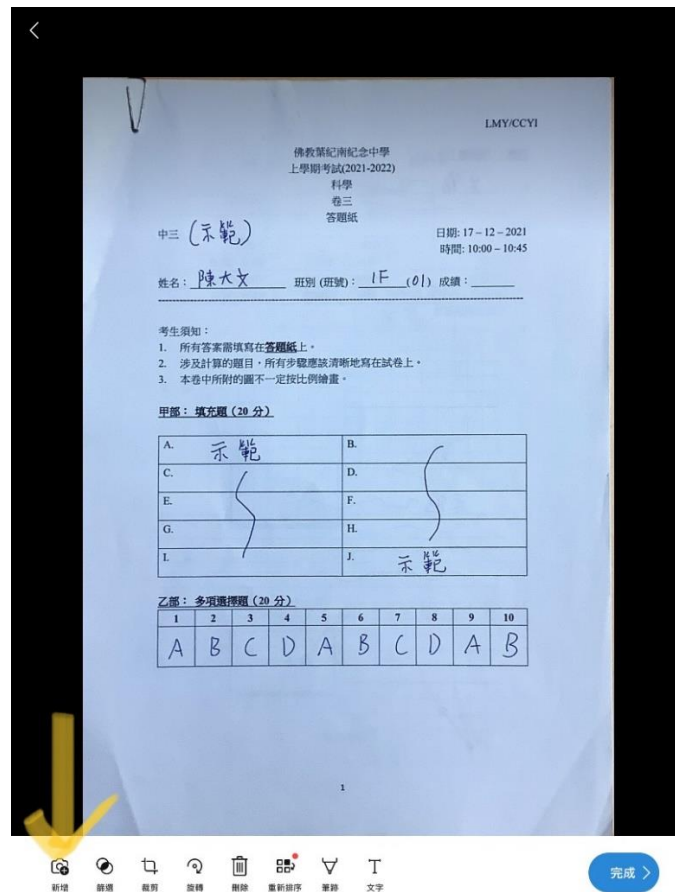 LMY/CCYI
佛教葉紀南紀念中學
上學期考試(2021-2022)
科學
卷三
答題紙
中三 (示範)
日期: 17 – 12 – 2021
時間: 10:00 – 10:45
姓名：陳大文 班別 (班號)：1F (01) 成績：
考生須知：
1. 所有答案需填寫在答題紙上。
2. 涉及計算的題目，所有步驟應該清晰地寫在試卷上。
3. 本卷中所附的圖不一定按比例繪畫。
甲部： 填充題（20 分）
A. 示範 B.
C. D.
E. F.
G. H.
I. J. 示範
乙部： 多項選擇題（20 分）
1 2 3 4 5 6 7 8 9 10
A B C D A B C D A B
1
新增 篩選 裁剪 旋轉 刪除 重新排序 筆跡 文字
完成